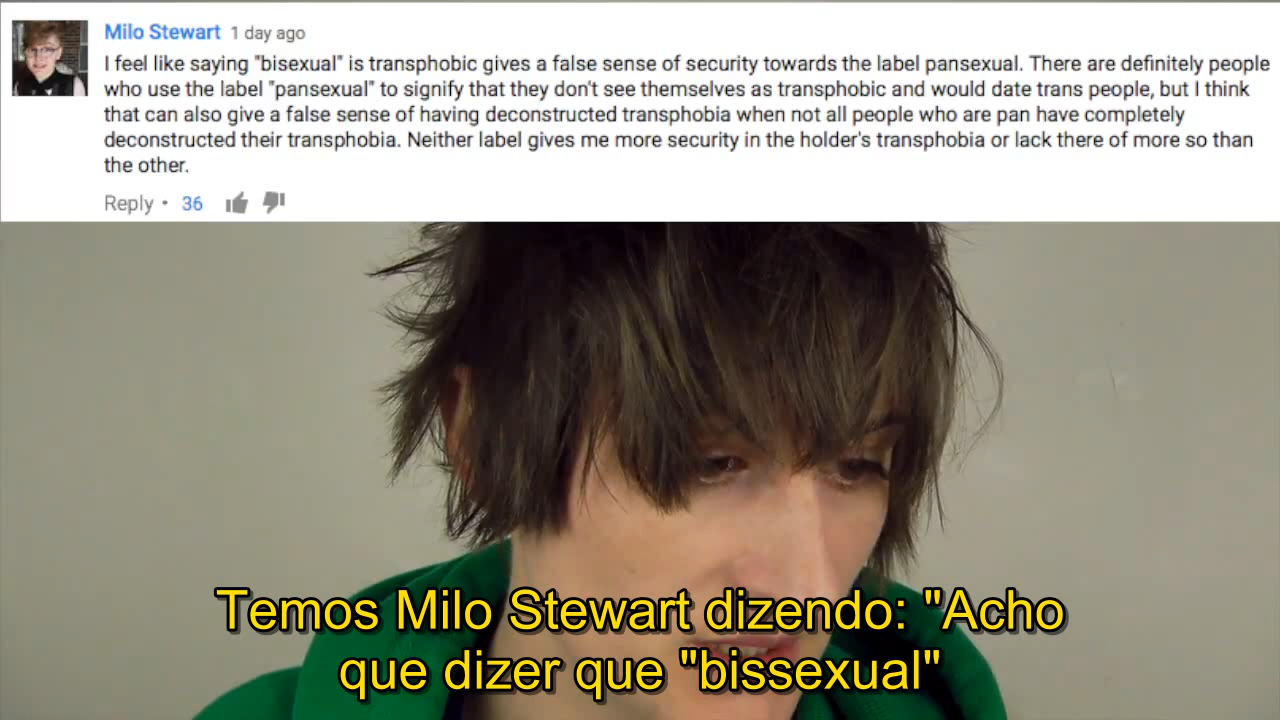 Milo Stewart 1 day ago
I feel like saying "bisexual" is transphobic gives a false sense of security towards the label pansexual. There are definitely people
who use the label "pansexual" to signify that they don't see themselves as transphobic and would date trans people, but I think
that can also give a false sense of having deconstructed transphobia when not all people who are pan have completely
deconstructed their transphobia. Neither label gives me more security in the holder's transphobia or lack there of more so than
the other.
Reply • 36
Temos Milo Stewart dizendo: "Acho
que dizer que "bissexual"